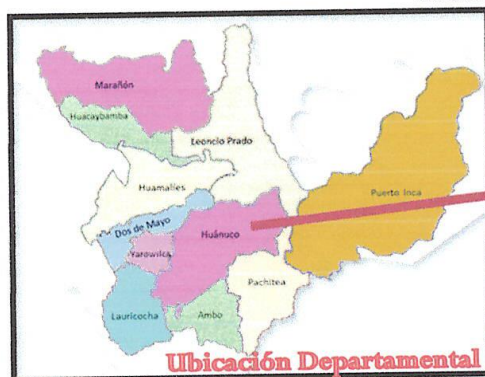 Marañón
Huacaybamba
Leoncio Prado
Huamalíes
Puerto Inca
Dos de Mayo
Huánuco
Yarowilca
Pachitea
Lauricocha
Ambo
Ubicación Departamental